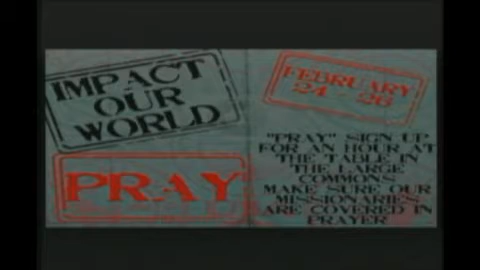 IMPACT
OUR
WORLD
PRAY
FEBRUARY
24 - 26
"PRAY" SIGN UP
FOR AN HOUR AT
THE TABLE IN
THE LARGE
COMMONS
MAKE SURE OUR
MISSIONARIES
ARE COVERED IN
PRAYER